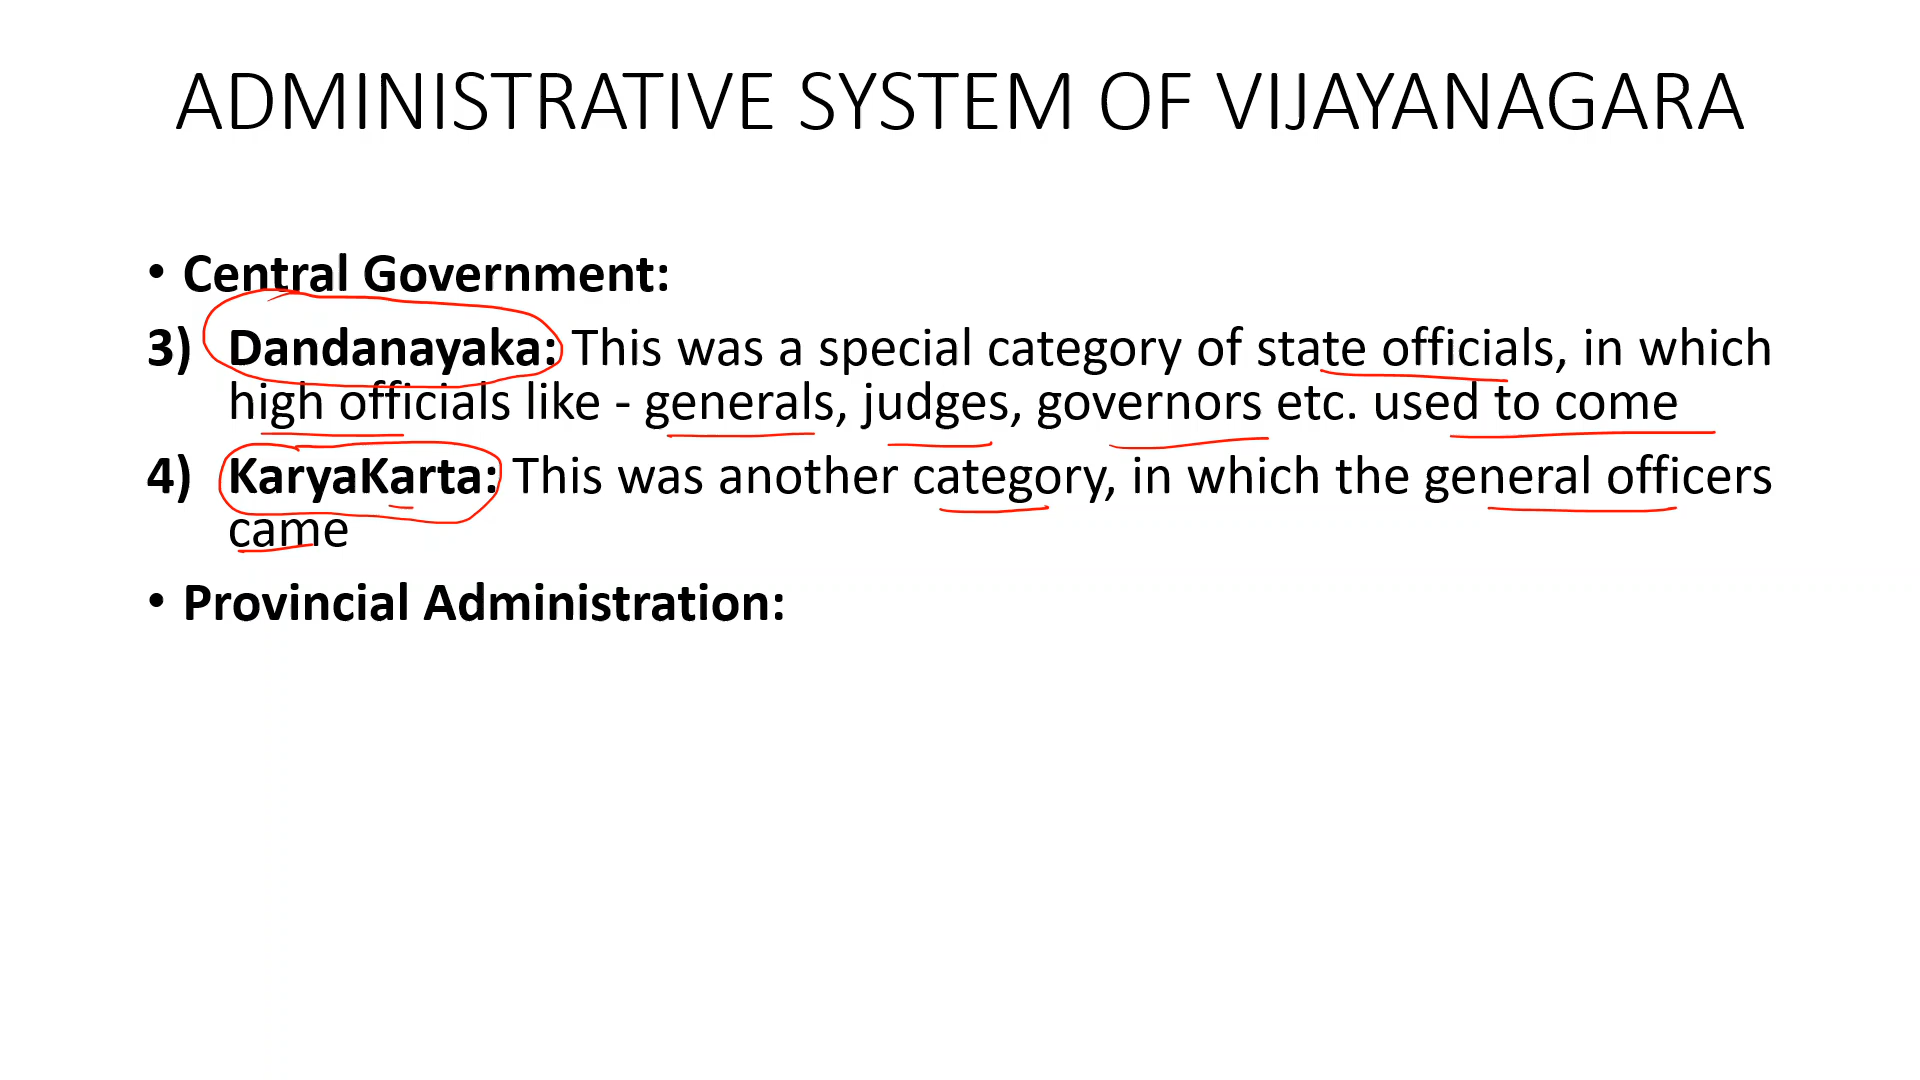 ADMINISTRATIVE SYSTEM OF VIJAYANAGARA
• Central Government:
3) Dandanayaka: This was a special category of state officials, in which
high officials like - generals, judges, governors etc. used to come
4) KaryaKarta: This was another category, in which the general officers
came
• Provincial Administration: